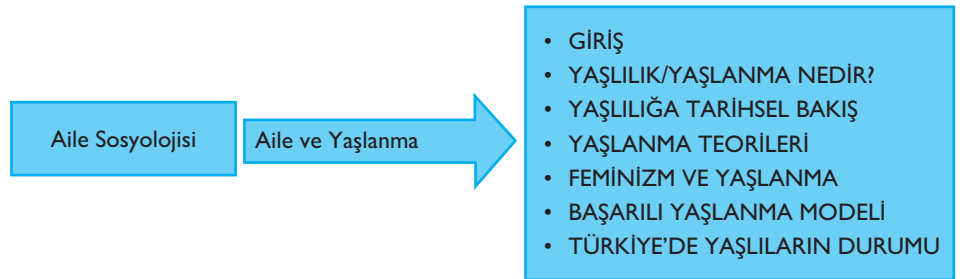 Aile Sosyolojisi
Aile ve Yaşlanma
• GİRİŞ
• YAŞLILIK/YAŞLANMA NEDİR?
• YAŞLILIĞA TARİHSEL BAKIŞ
• YAŞLANMA TEORİLERİ
• FEMİNİZM VE YAŞLANMA
• BAŞARILI YAŞLANMA MODELİ
• TÜRKİYE’DE YAŞLILARIN DURUMU